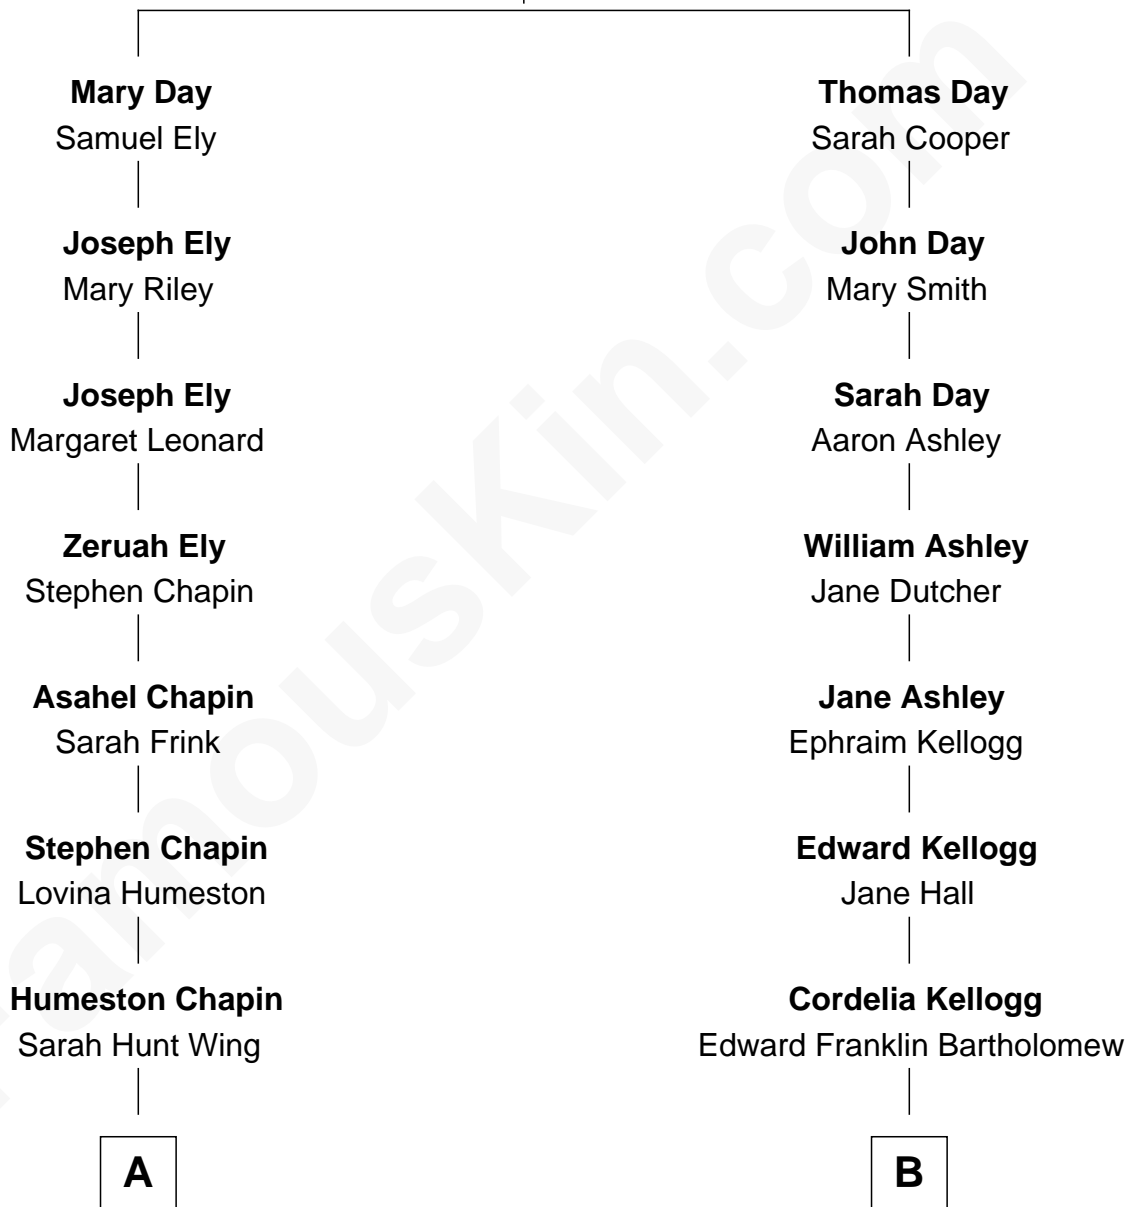 Mary Day
Samuel Ely
Joseph Ely
Mary Riley
Joseph Ely
Margaret Leonard
Zeruah Ely
Stephen Chapin
Asahel Chapin
Sarah Frink
Stephen Chapin
Lovina Humeston
Humeston Chapin
Sarah Hunt Wing
A
Thomas Day
Sarah Cooper
John Day
Mary Smith
Sarah Day
Aaron Ashley
William Ashley
Jane Dutcher
Jane Ashley
Ephraim Kellogg
Edward Kellogg
Jane Hall
Cordelia Kellogg
Edward Franklin Bartholomew
B
FamousKin.com